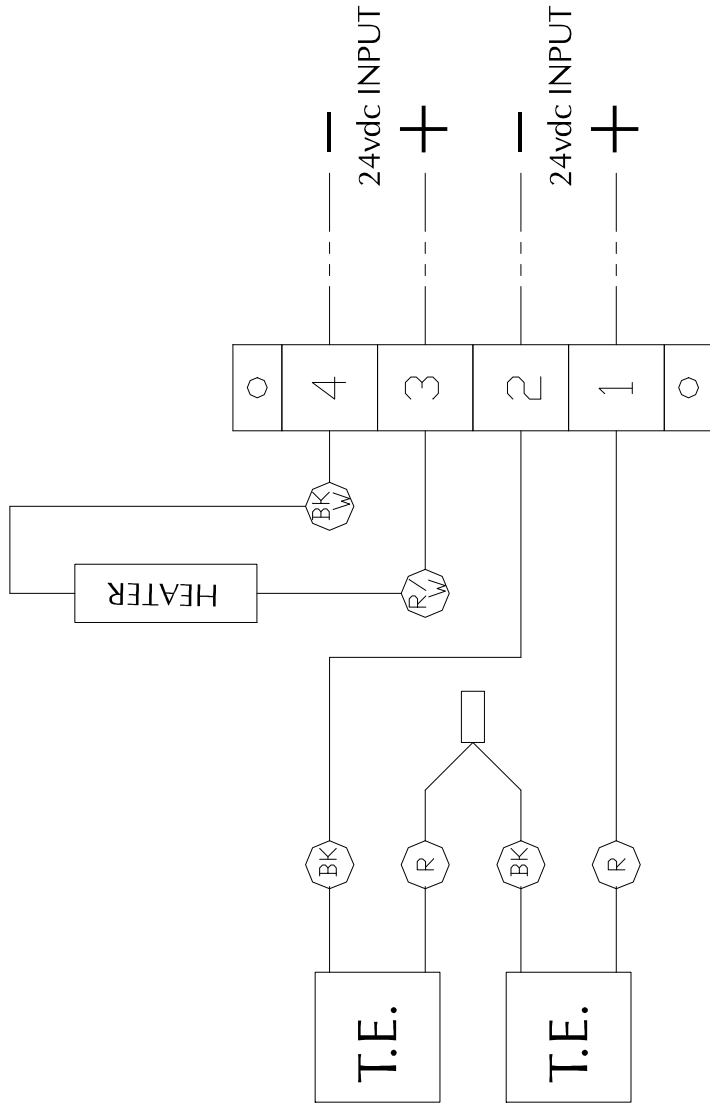 24vdc INPUT
−
+
24vdc INPUT
−
+
4
3
2
1
BK
W
R/
W
HEATER
BK
R
BK
R
T.E.
T.E.